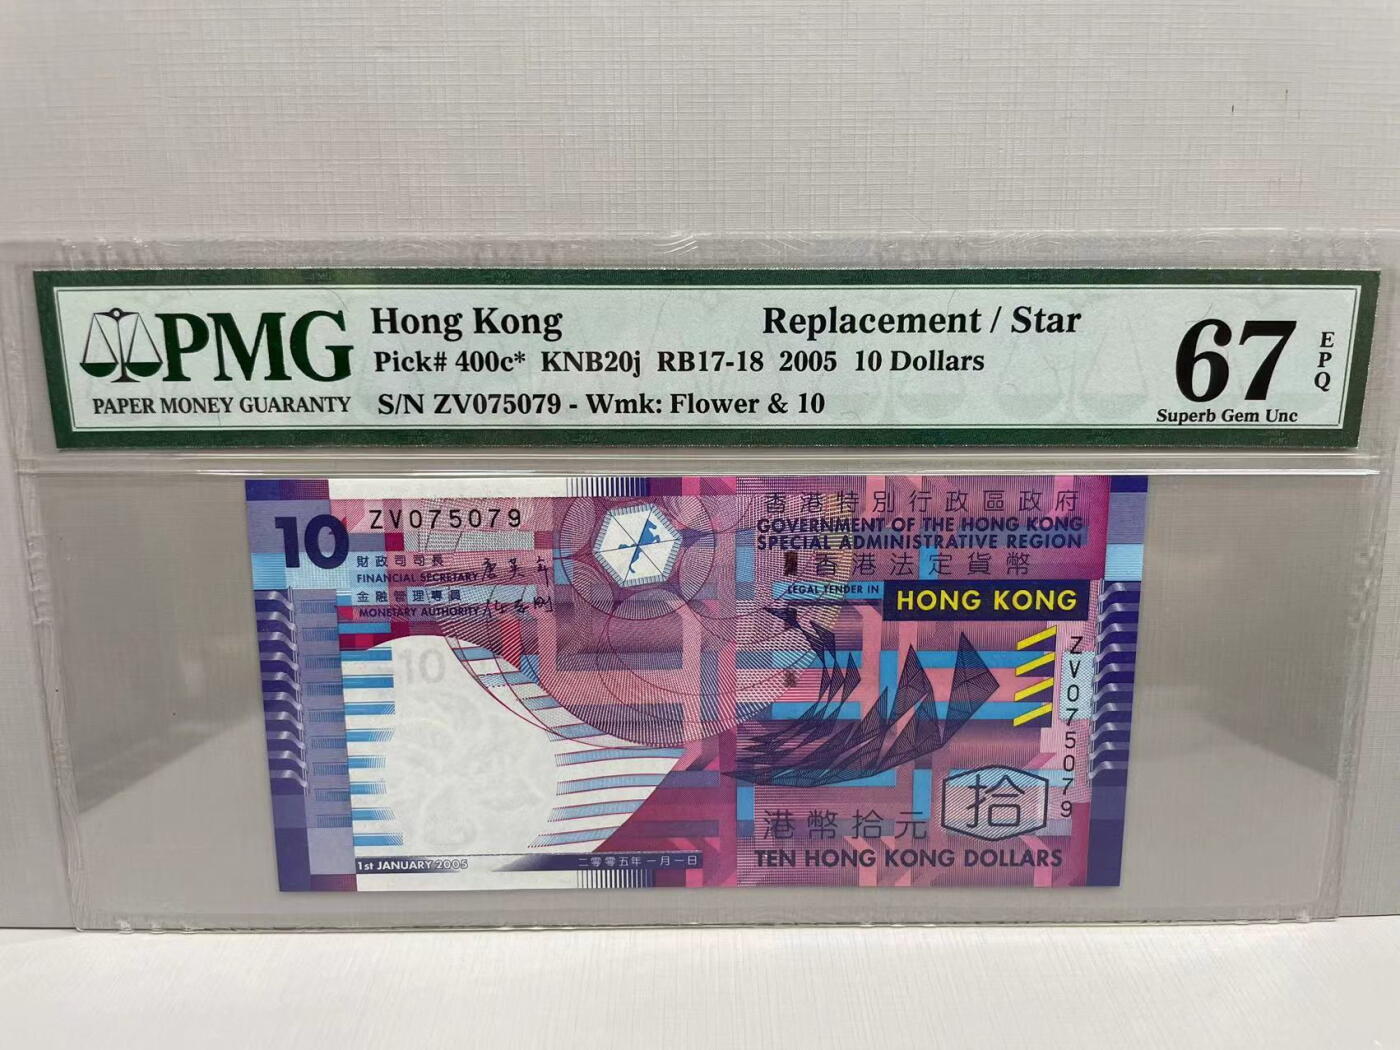 PMG
PAPER MONEY GUARANTY
Hong Kong
Replacement / Star
Pick# 400c* KNB20j RB17-18 2005 10 Dollars
S/N ZV075079 - Wmk: Flower & 10
67
EPQ
Superb Gem Unc
10
ZV075079
財政司司長
FINANCIAL SECRETARY
金融管理專員
MONETARY AUTHORITY
香港特別行政區政府
GOVERNMENT OF THE HONG KONG
SPECIAL ADMINISTRATIVE REGION
香港法定貨幣
LEGAL TENDER IN
HONG KONG
ZV075079
10
港幣拾元
拾
TEN HONG KONG DOLLARS
1st JANUARY 2005
二零零五年一月一日